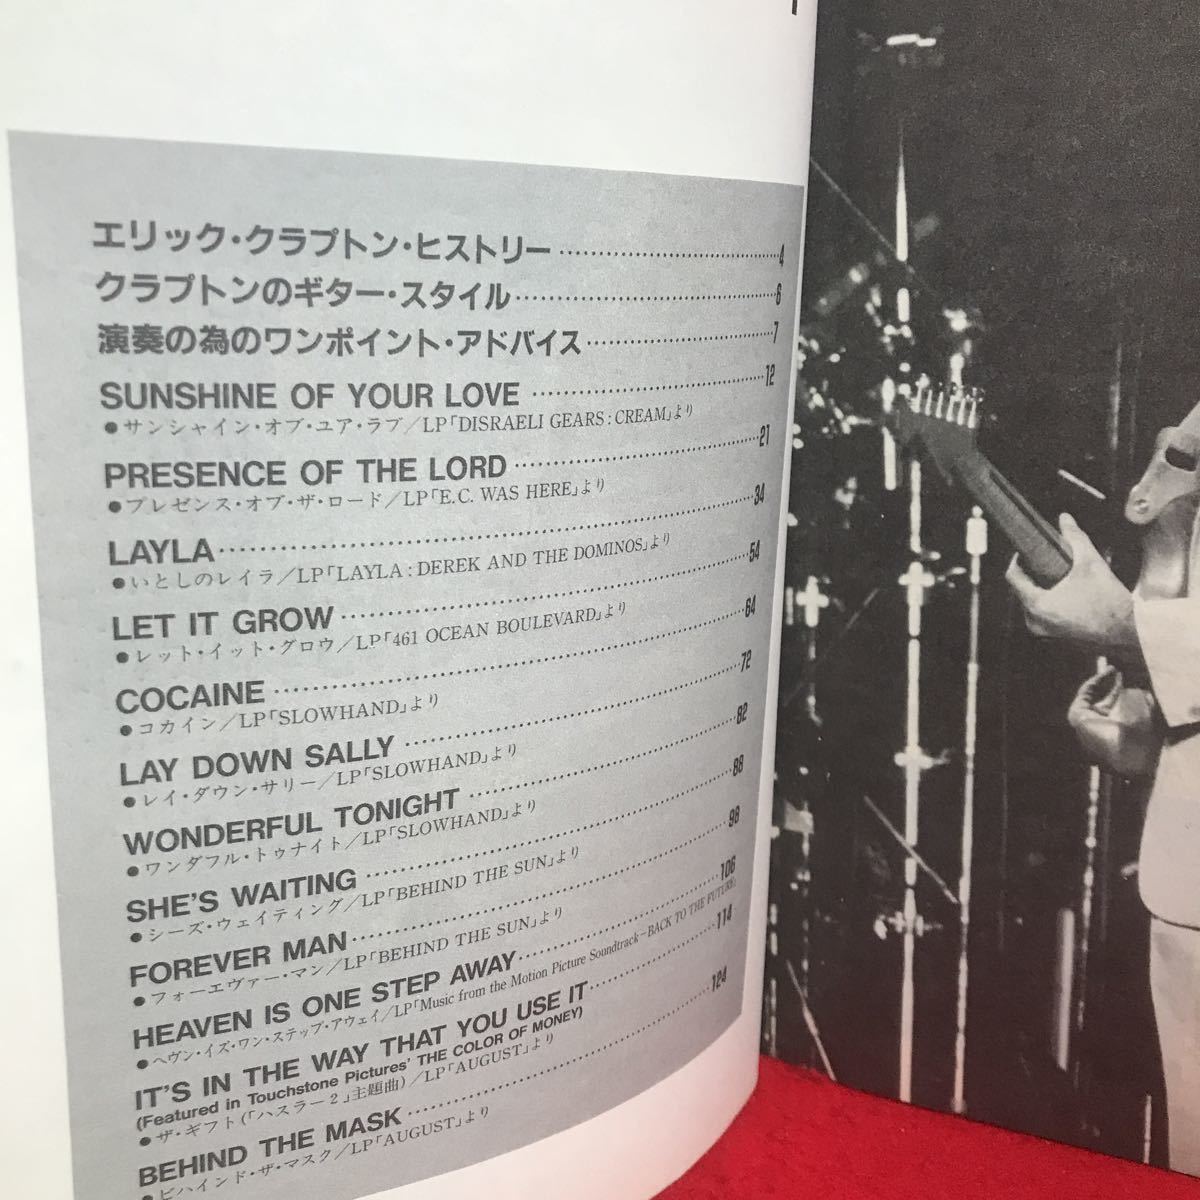 エリック・クラプトン・ヒストリー……………………………4
クラプトンのギター・スタイル……………………………6
演奏の為のワンポイント・アドバイス……………………7
SUNSHINE OF YOUR LOVE……………………………12
●サンシャイン・オブ・ユア・ラブ／LP「DISRAELI GEARS : CREAM」より
PRESENCE OF THE LORD……………………………21
●プレゼンス・オブ・ザ・ロード／LP「E.C. WAS HERE」より
LAYLA……………………………34
●いとしのレイラ／LP「LAYLA : DEREK AND THE DOMINOS」より
LET IT GROW……………………………54
●レット・イット・グロウ／LP「461 OCEAN BOULEVARD」より
COCAINE……………………………64
●コカイン／LP「SLOWHAND」より
LAY DOWN SALLY……………………………72
●レイ・ダウン・サリー／LP「SLOWHAND」より
WONDERFUL TONIGHT……………………………82
●ワンダフル・トゥナイト／LP「SLOWHAND」より
SHE'S WAITING……………………………88
●シーズ・ウェイティング／LP「BEHIND THE SUN」より
FOREVER MAN……………………………98
●フォーエヴァー・マン／LP「BEHIND THE SUN」より
HEAVEN IS ONE STEP AWAY……………………………106
●ヘヴン・イズ・ワン・ステップ・アウェイ／LP「Music from the Motion Picture Soundtrack–BACK TO THE FUTURE」
IT'S IN THE WAY THAT YOU USE IT……………………………114
(Featured in Touchstone Pictures' THE COLOR OF MONEY)
●ザ・ギフト(「ハスラー2」主題曲)／LP「AUGUST」より
BEHIND THE MASK……………………………124
●ビハインド・ザ・マスク／LP「AUGUST」より